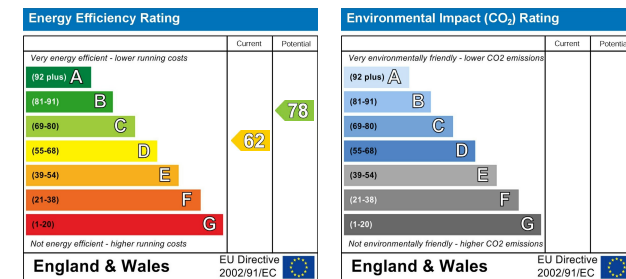 Energy Efficiency Rating
Current Potential
Very energy efficient - lower running costs
(92 plus) A
(81-91) B
(69-80) C
(55-68) D
(39-54) E
(21-38) F
(1-20) G
62
78
Not energy efficient - higher running costs
England & Wales
EU Directive
2002/91/EC
Environmental Impact (CO₂) Rating
Current Potential
Very environmentally friendly - lower CO2 emissions
(92 plus) A
(81-91) B
(69-80) C
(55-68) D
(39-54) E
(21-38) F
(1-20) G
Not environmentally friendly - higher CO2 emissions
England & Wales
EU Directive
2002/91/EC